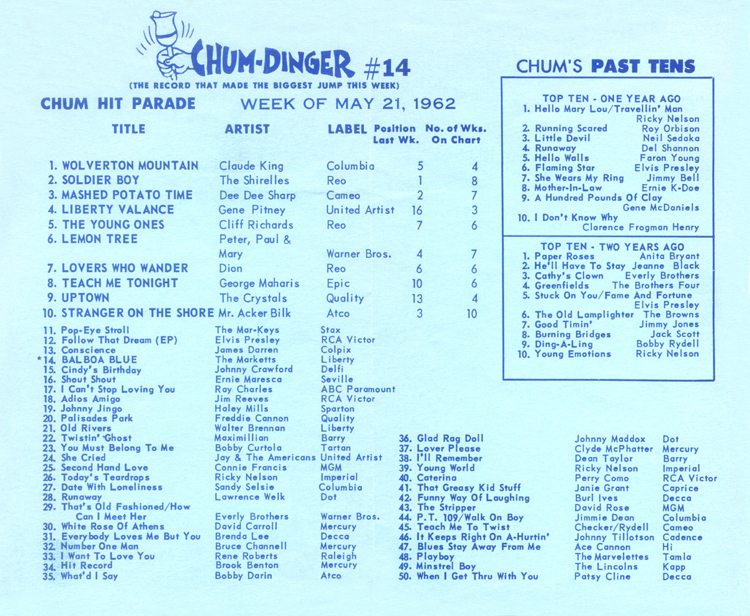 CHUM-DINGER #14
(THE RECORD THAT MADE THE BIGGEST JUMP THIS WEEK)
CHUM HIT PARADE WEEK OF MAY 21, 1962
TITLE ARTIST LABEL Position No. of Wks.
Last Wk. On Chart
1. WOLVERTON MOUNTAIN Claude King Columbia 5 4
2. SOLDIER BOY The Shirelles Reo 1 8
3. MASHED POTATO TIME Dee Dee Sharp Cameo 2 7
4. LIBERTY VALANCE Gene Pitney United Artist 16 3
5. THE YOUNG ONES Cliff Richards Reo 7 6
6. LEMON TREE Peter, Paul &
Mary Warner Bros. 4 7
7. LOVERS WHO WANDER Dion Reo 6 6
8. TEACH ME TONIGHT George Maharis Epic 10 6
9. UPTOWN The Crystals Quality 13 4
10. STRANGER ON THE SHORE Mr. Acker Bilk Atco 3 10
11. Pop-Eye Stroll The Mar-Keys Stax
12. Follow That Dream (EP) Elvis Presley RCA Victor
13. Conscience James Darren Colpix
*14. BALBOA BLUE The Marketts Liberty
15. Cindy's Birthday Johnny Crawford Delfi
16. Shout Shout Ernie Maresca Seville
17. I Can't Stop Loving You Ray Charles ABC Paramount
18. Adios Amigo Jim Reeves RCA Victor
19. Johnny Jingo Haley Mills Sparton
20. Palisades Park Freddie Cannon Quality
21. Old Rivers Walter Brennan Liberty
22. Twistin' Ghost Maximillian Barry
23. You Must Belong To Me Bobby Curtola Tartan
24. She Cried Jay & The Americans United Artist
25. Second Hand Love Connie Francis MGM
26. Today's Teardrops Ricky Nelson Imperial
27. Date With Loneliness Sandy Selsie Columbia
28. Runaway Lawrence Welk Dot
29. That's Old Fashioned/How
Can I Meet Her Everly Brothers Warner Bros.
30. White Rose Of Athens David Carroll Mercury
31. Everybody Loves Me But You Brenda Lee Decca
32. Number One Man Bruce Channell Mercury
33. I Want To Love You Rene Roberts Raleigh
34. Hit Record Brook Benton Mercury
35. What'd I Say Bobby Darin Atco
36. Glad Rag Doll Johnny Maddox Dot
37. Lover Please Clyde McPhatter Mercury
38. I'll Remember Dean Taylor Barry
39. Young World Ricky Nelson Imperial
40. Caterina Perry Como RCA Victor
41. That Greasy Kid Stuff Janie Grant Caprice
42. Funny Way Of Laughing Burl Ives Decca
43. The Stripper David Rose MGM
44. P.T. 109/Walk On Boy Jimmie Dean Columbia
45. Teach Me To Twist Checker/Rydell Cameo
46. It Keeps Right On A-Hurtin' Johnny Tillotson Cadence
47. Blues Stay Away From Me Ace Cannon Hi
48. Playboy The Marvelettes Tamla
49. Minstrel Boy The Lincolns Kapp
50. When I Get Thru With You Patsy Cline Decca
CHUM'S PAST TENS
TOP TEN - ONE YEAR AGO
1. Hello Mary Lou/Travellin' Man
Ricky Nelson
2. Running Scared Roy Orbison
3. Little Devil Neil Sedaka
4. Runaway Del Shannon
5. Hello Walls Faron Young
6. Flaming Star Elvis Presley
7. She Wears My Ring Jimmy Bell
8. Mother-In-Law Ernie K-Doe
9. A Hundred Pounds Of Clay
Gene McDaniels
10. I Don't Know Why
Clarence Frogman Henry
TOP TEN - TWO YEARS AGO
1. Paper Roses Anita Bryant
2. He'll Have To Stay Jeanne Black
3. Cathy's Clown Everly Brothers
4. Greenfields The Brothers Four
5. Stuck On You/Fame And Fortune
Elvis Presley
6. The Old Lamplighter The Browns
7. Good Timin' Jimmy Jones
8. Burning Bridges Jack Scott
9. Ding-A-Ling Bobby Rydell
10. Young Emotions Ricky Nelson